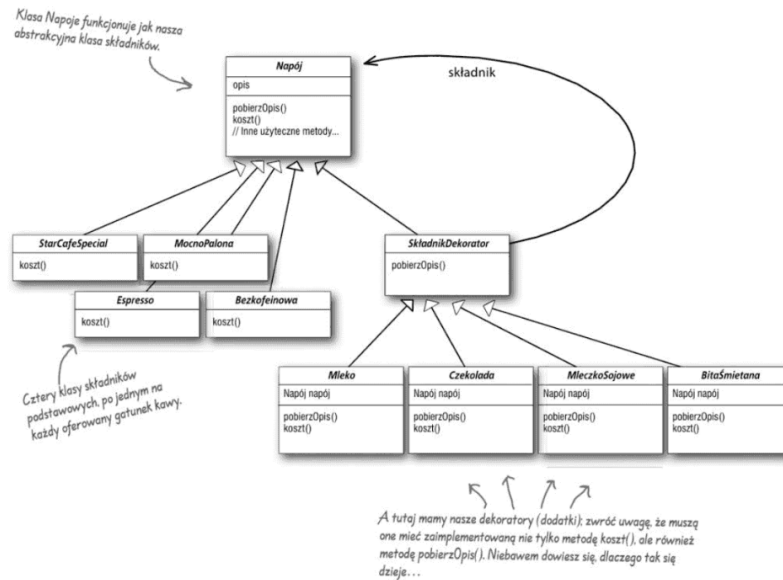 Klasa Napoje funkcjonuje jak nasza
abstrakcyjna klasa składników.
Napój
opis
pobierzOpis()
koszt()
// Inne użyteczne metody...
składnik
StarCafeSpecial
koszt()
MocnoPalona
koszt()
SkładnikDekorator
pobierzOpis()
Espresso
koszt()
Bezkofeinowa
koszt()
Cztery klasy składników
podstawowych, po jednym na
każdy oferowany gatunek kawy.
Mleko
Napój napój
pobierzOpis()
koszt()
Czekolada
Napój napój
pobierzOpis()
koszt()
MleczkoSojowe
Napój napój
pobierzOpis()
koszt()
BitaŚmietana
Napój napój
pobierzOpis()
koszt()
A tutaj mamy nasze dekoratory (dodatki); zwróć uwagę, że muszą
one mieć zaimplementowaną nie tylko metodę koszt(), ale również
metodę pobierzOpis(). Niebawem dowiesz się, dlaczego tak się
dzieje...